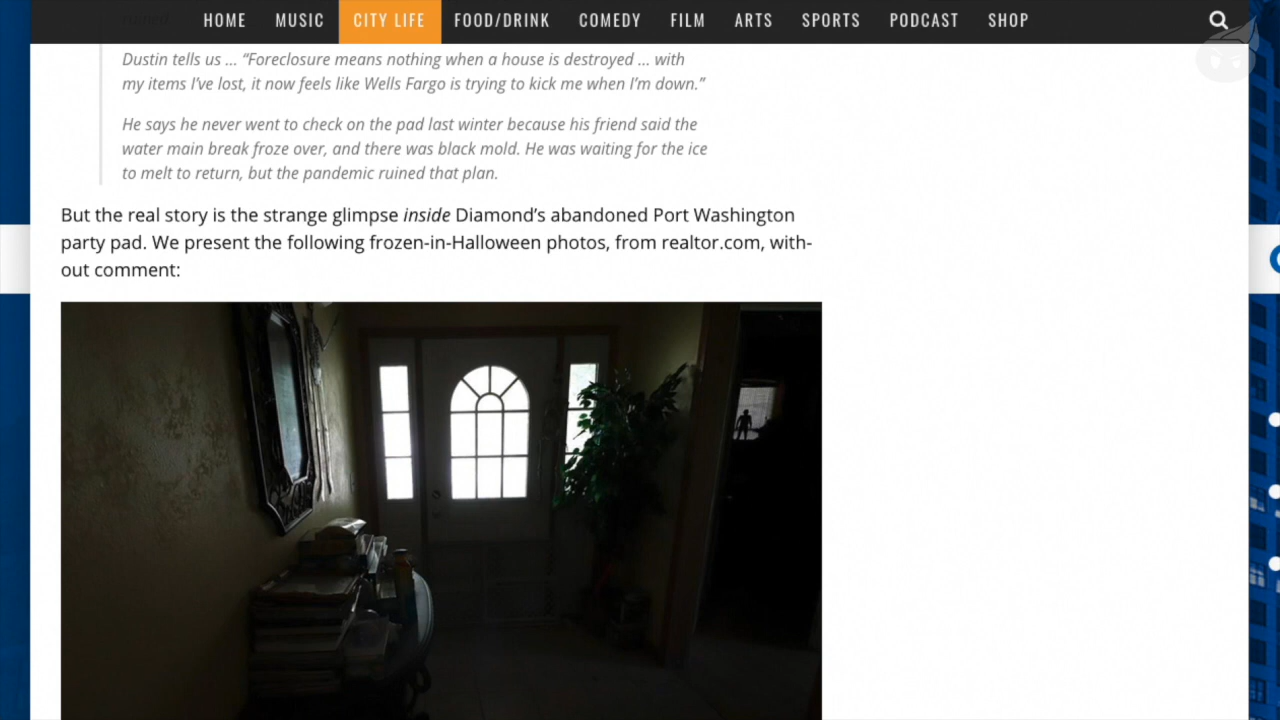 ruined.
HOME MUSIC CITY LIFE FOOD/DRINK COMEDY FILM ARTS SPORTS PODCAST SHOP
Dustin tells us ... “Foreclosure means nothing when a house is destroyed ... with
my items I’ve lost, it now feels like Wells Fargo is trying to kick me when I’m down.”
He says he never went to check on the pad last winter because his friend said the
water main break froze over, and there was black mold. He was waiting for the ice
to melt to return, but the pandemic ruined that plan.
But the real story is the strange glimpse inside Diamond’s abandoned Port Washington
party pad. We present the following frozen-in-Halloween photos, from realtor.com, with-
out comment: